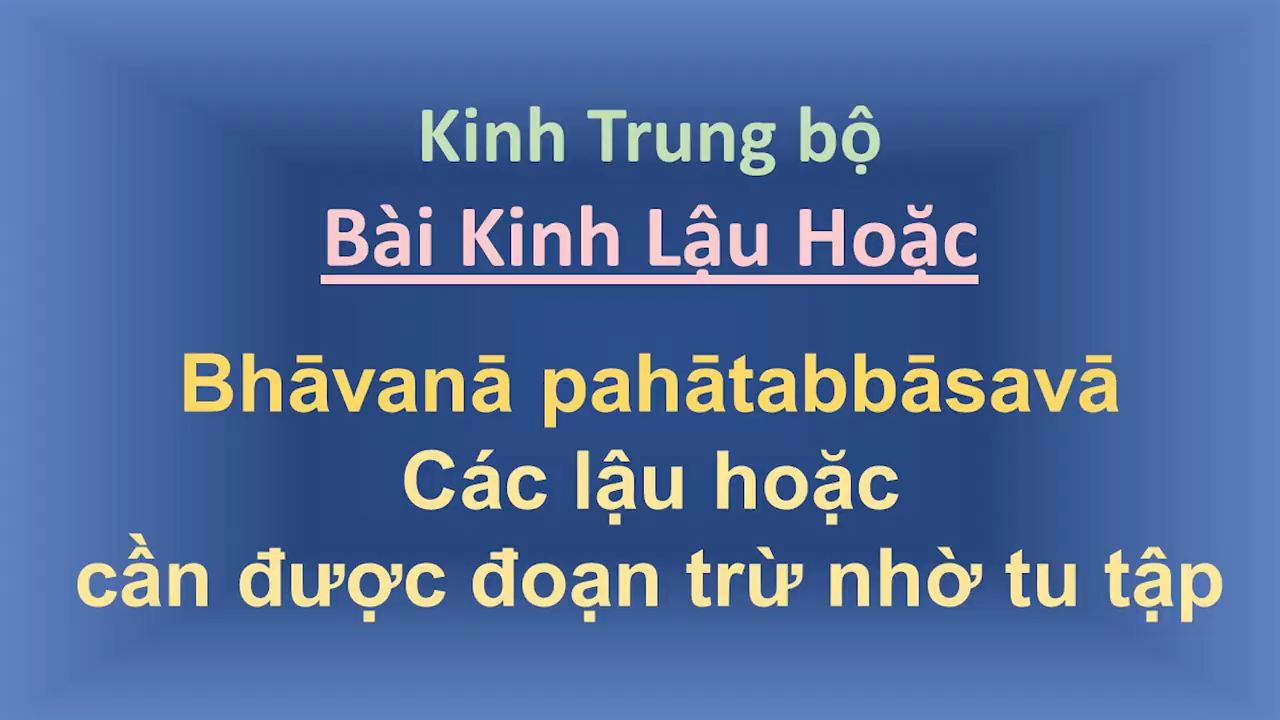 Kinh Trung bộ
Bài Kinh Lậu Hoặc
Bhāvanā pahātabbāsavā
Các lậu hoặc
cần được đoạn trừ nhờ tu tập